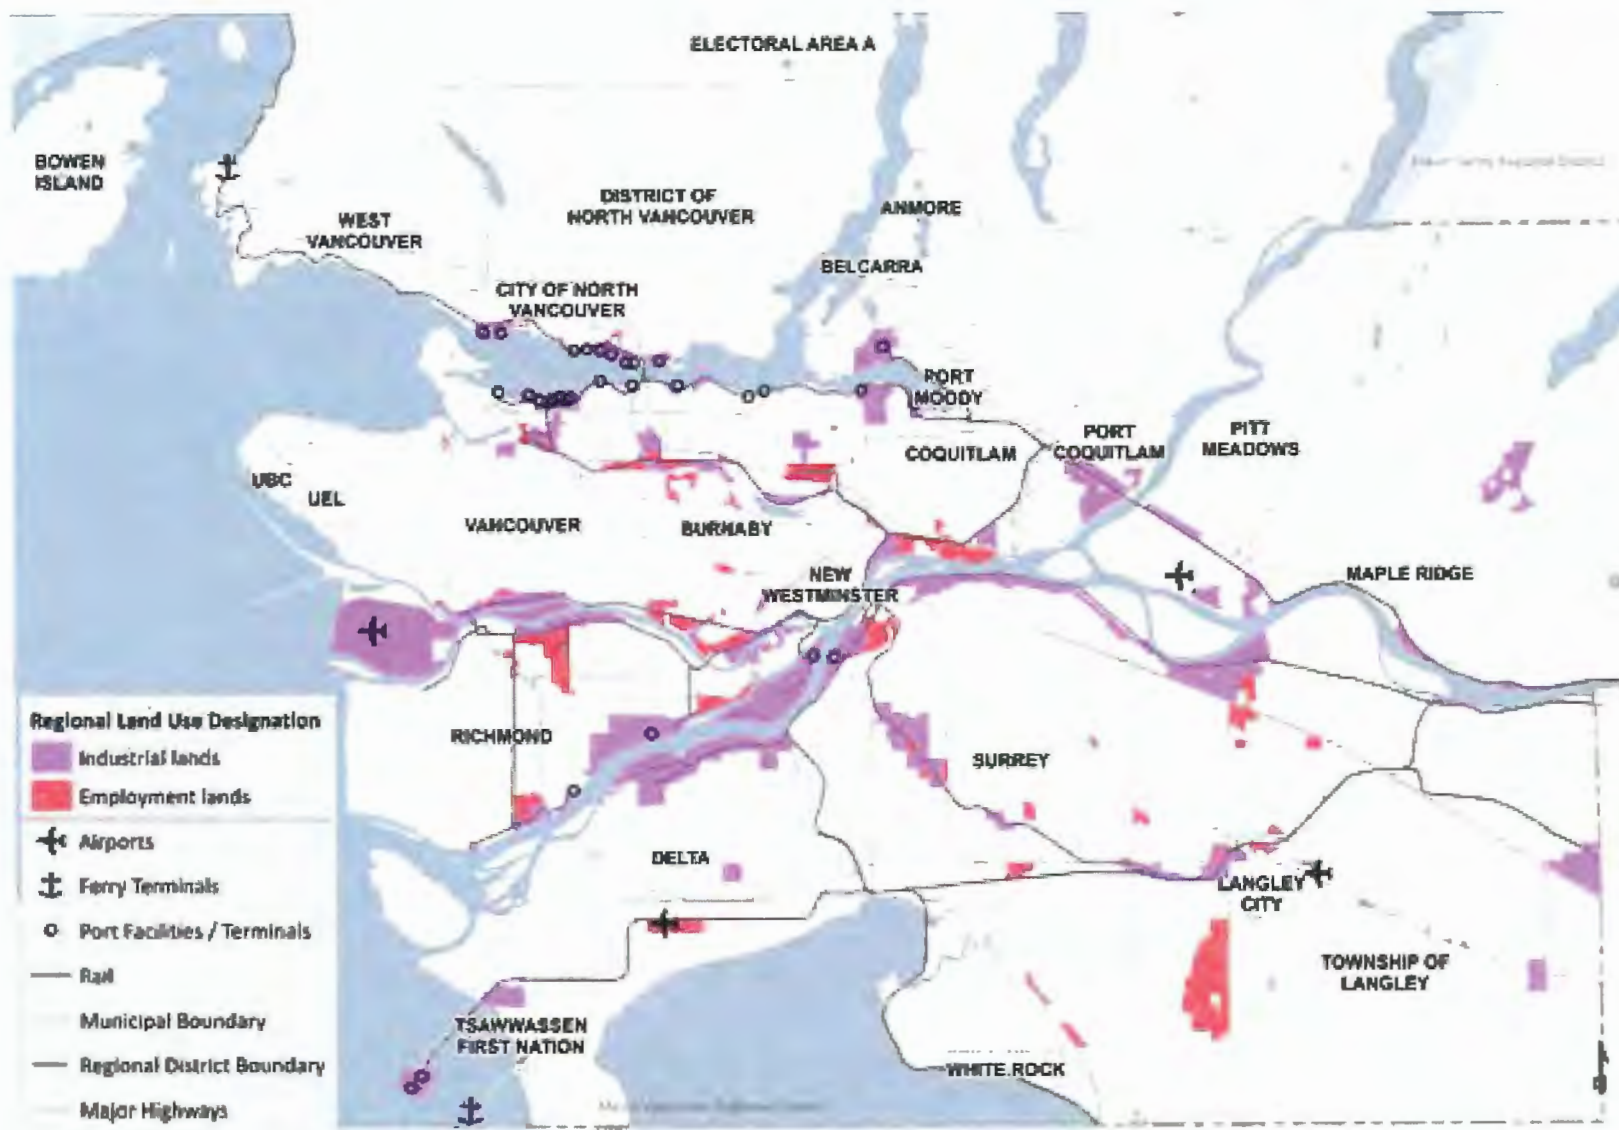 ELECTORAL AREA A
BOWEN
ISLAND
WEST
VANCOUVER
DISTRICT OF
NORTH VANCOUVER
ANMORE
BELCARRA
CITY OF NORTH
VANCOUVER
PORT
MOODY
COQUITLAM
PORT
COQUITLAM
PITT
MEADOWS
UBC
UEL
VANCOUVER
BURNABY
NEW
WESTMINSTER
MAPLE RIDGE
RICHMOND
SURREY
DELTA
LANGLEY
CITY
TOWNSHIP OF
LANGLEY
TSAWWASSEN
FIRST NATION
WHITE ROCK
Regional Land Use Designation
Industrial lands
Employment lands
Airports
Ferry Terminals
Port Facilities / Terminals
Rail
Municipal Boundary
Regional District Boundary
Major Highways